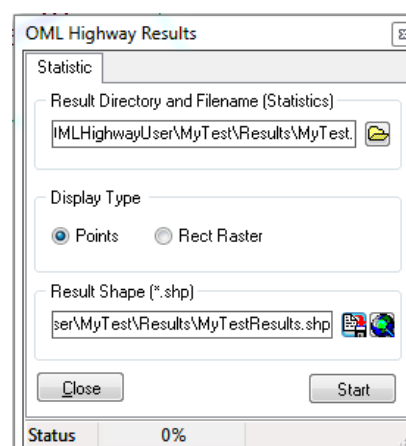 OML Highway Results
Statistic
Result Directory and Filename (Statistics)
IMLHighwayUser\MyTest\Results\MyTest.
Display Type
Points Rect Raster
Result Shape (*.shp)
ser\MyTest\Results\MyTestResults.shp
Close Start
Status 0%